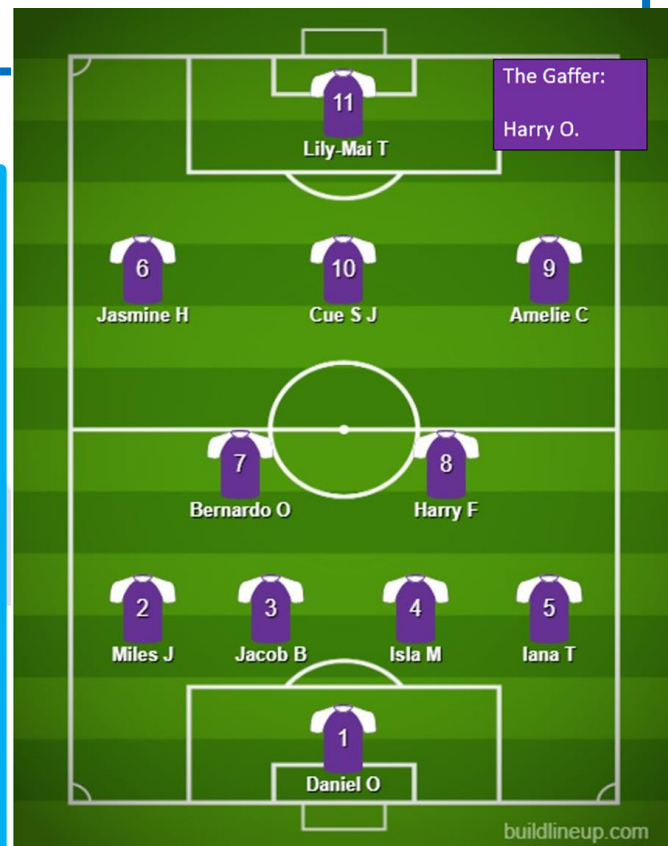 The Gaffer:
Harry O.
11
Lily-Mai T
6
Jasmine H
10
Cue S J
9
Amelie C
7
Bernardo O
8
Harry F
2
Miles J
3
Jacob B
4
Isla M
5
Iana T
1
Daniel O
buildlineup.com